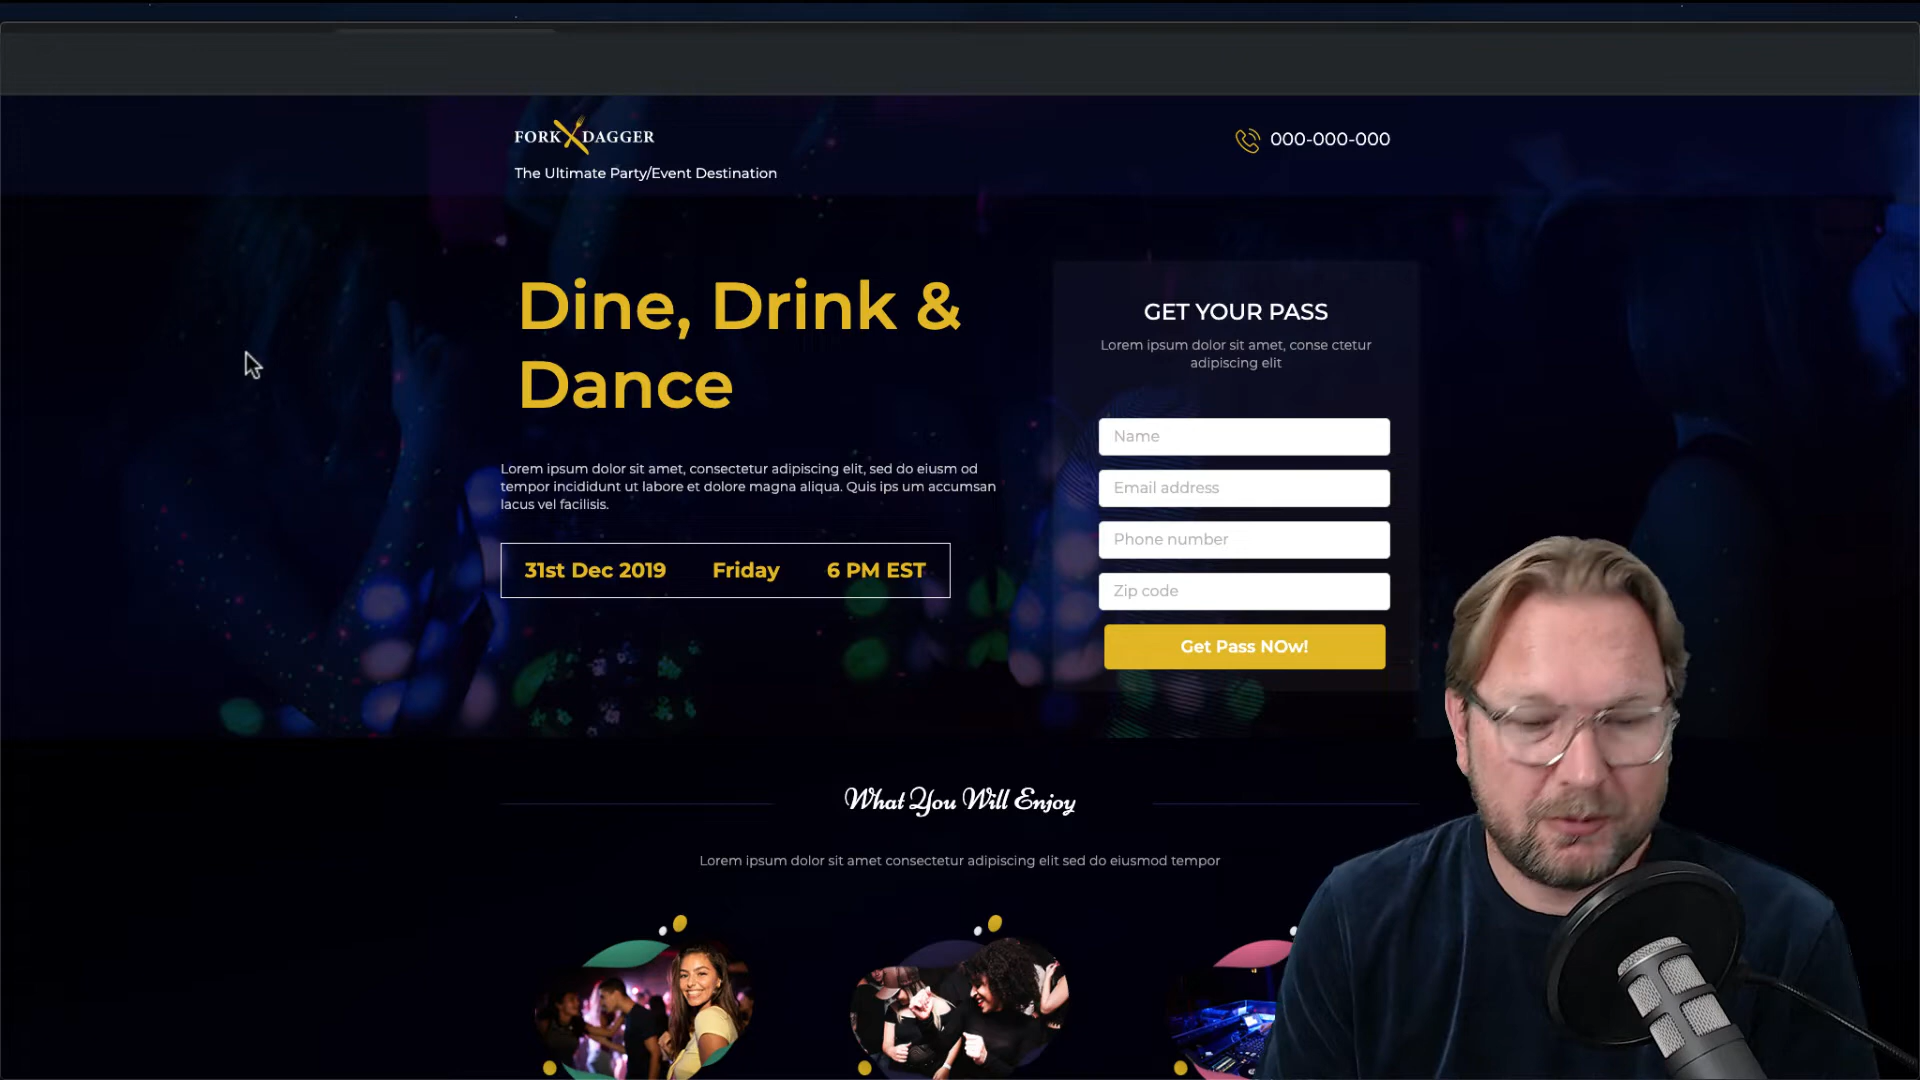 FORK DAGGER
The Ultimate Party/Event Destination
000-000-000
Dine, Drink &
Dance
Lorem ipsum dolor sit amet, consectetur adipiscing elit, sed do eiusm od
tempor incididunt ut labore et dolore magna aliqua. Quis ips um accumsan
lacus vel facilisis.
31st Dec 2019 Friday 6 PM EST
GET YOUR PASS
Lorem ipsum dolor sit amet, conse ctetur
adipiscing elit
Name
Email address
Phone number
Zip code
Get Pass NOw!
What You Will Enjoy
Lorem ipsum dolor sit amet consectetur adipiscing elit sed do eiusmod tempor